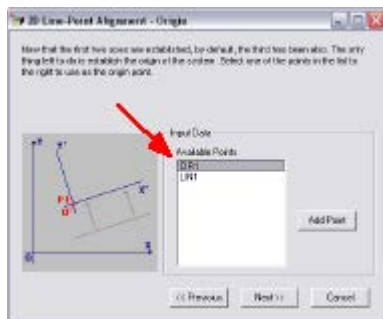 2D Line-Point Alignment - Origin
Now that the first two axes are established, by default, the third has been also. The only
thing left to do is establish the origin of the system. Select one of the points in the list to
the right to use as the origin point.
Input Data
Available Points
CIR1
LIN1
Add Point
Y
Y'
X'
X
<< Previous
Next >>
Cancel